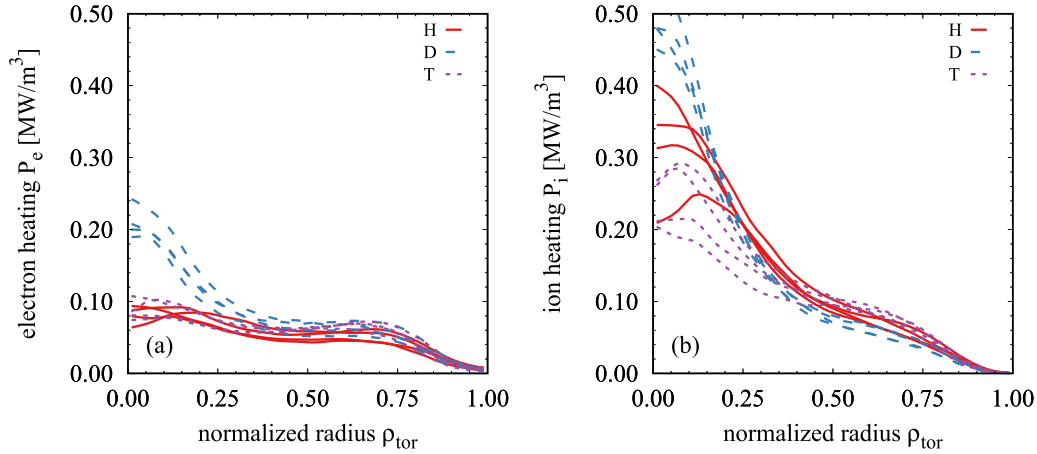 electron heating P_e [MW/m^3]
0.50
0.40
0.30
0.20
0.10
0.00
H
D
T
(a)
0.00 0.25 0.50 0.75 1.00
normalized radius ρ_tor
ion heating P_i [MW/m^3]
0.50
0.40
0.30
0.20
0.10
0.00
H
D
T
(b)
0.00 0.25 0.50 0.75 1.00
normalized radius ρ_tor